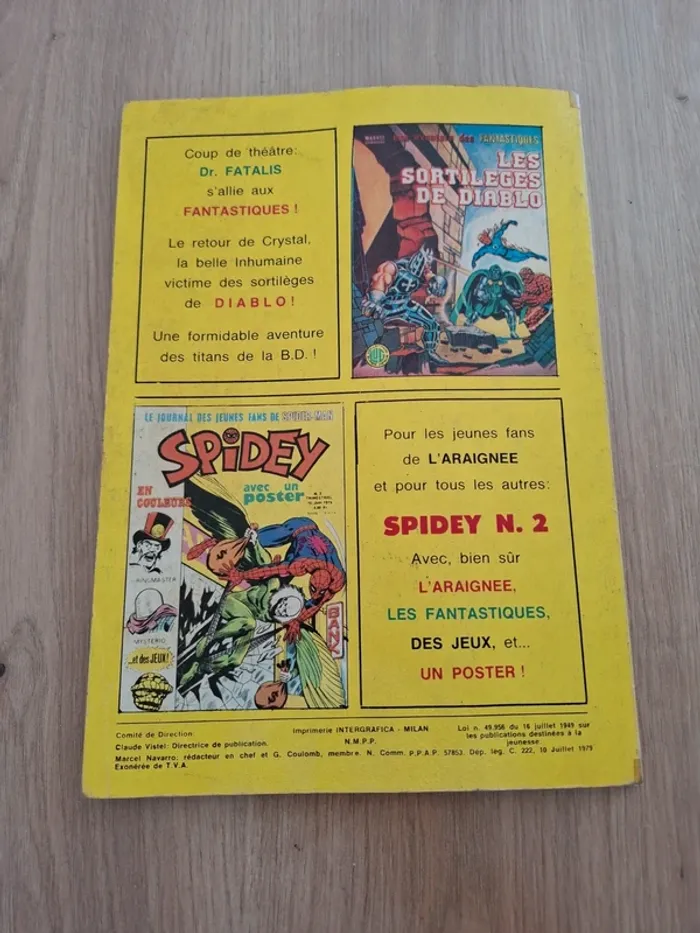 Coup de théâtre:
Dr. FATALIS
s'allie aux
FANTASTIQUES !
Le retour de Crystal,
la belle Inhumaine
victime des sortilèges
de DIABLO !
Une formidable aventure
des titans de la B.D. !
des FANTASTIQUES
LES
SORTILEGES
DE DIABLO
LE JOURNAL DES JEUNES FANS DE SPIDER-MAN
SPIDEY
EN
COULEURS
avec un
poster
RINGMASTER
MYSTERIO
...et des JEUX !
BANK
Pour les jeunes fans
de L'ARAIGNEE
et pour tous les autres:
SPIDEY N. 2
Avec, bien sûr
L'ARAIGNEE,
LES FANTASTIQUES,
DES JEUX, et...
UN POSTER !
Comité de Direction:
Claude Vistel: Directrice de publication.
Imprimerie INTERGRAFICA - MILAN
N.M.P.P.
Loi n. 49.956 du 16 juillet 1949 sur
les publications destinées à la
jeunesse
Marcel Navarro, rédacteur en chef et G. Coulomb, membre. N. Comm. P.P.A.P. 57853. Dép. lég. C. 222, 10 Juillet 1979
Exonérée de T.V.A.